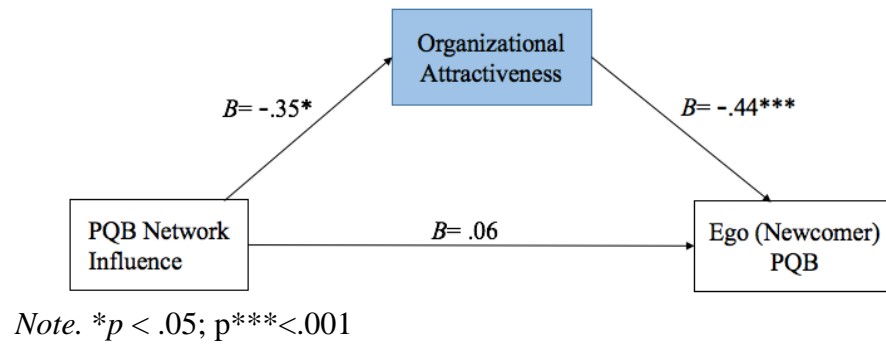 Organizational
Attractiveness
B= -.35*
B= -.44***
PQB Network
Influence
B= .06
Ego (Newcomer)
PQB
Note. *p < .05; p***<.001